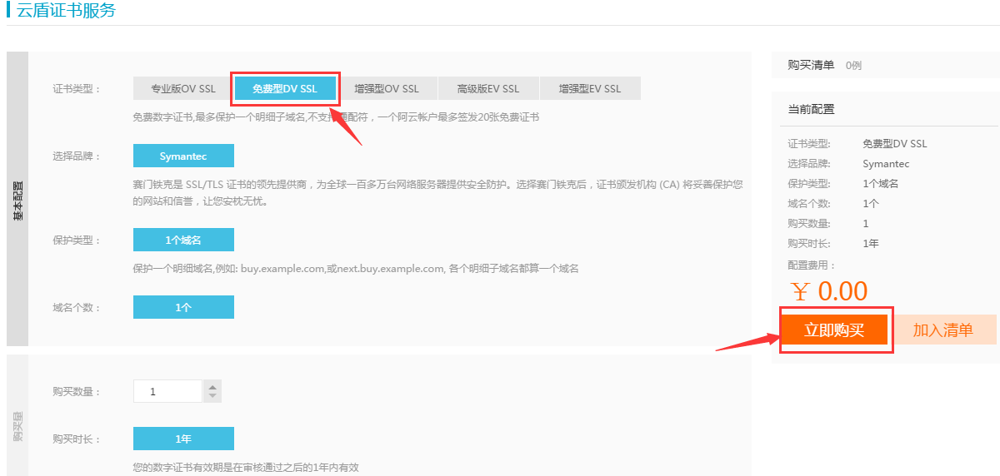 云盾证书服务
基本配置
证书类型：
专业版OV SSL
免费型DV SSL
增强型OV SSL
高级版EV SSL
增强型EV SSL
免费数字证书,最多保护一个明细子域名,不支持通配符，一个阿云帐户最多签发20张免费证书
选择品牌：
Symantec
赛门铁克是 SSL/TLS 证书的领先提供商，为全球一百多万台网络服务器提供安全防护。选择赛门铁克后，证书颁发机构 (CA) 将妥善保护您
的网站和信誉，让您安枕无忧。
保护类型：
1个域名
保护一个明细域名,例如: buy.example.com,或next.buy.example.com, 各个明细子域名都算一个域名
域名个数：
1个
购买量
购买数量：
1
购买时长：
1年
您的数字证书有效期是在审核通过之后的1年内有效
购买清单 0例
当前配置
证书类型: 免费型DV SSL
选择品牌: Symantec
保护类型: 1个域名
域名个数: 1个
购买数量: 1
购买时长: 1年
配置费用：
¥ 0.00
立即购买
加入清单